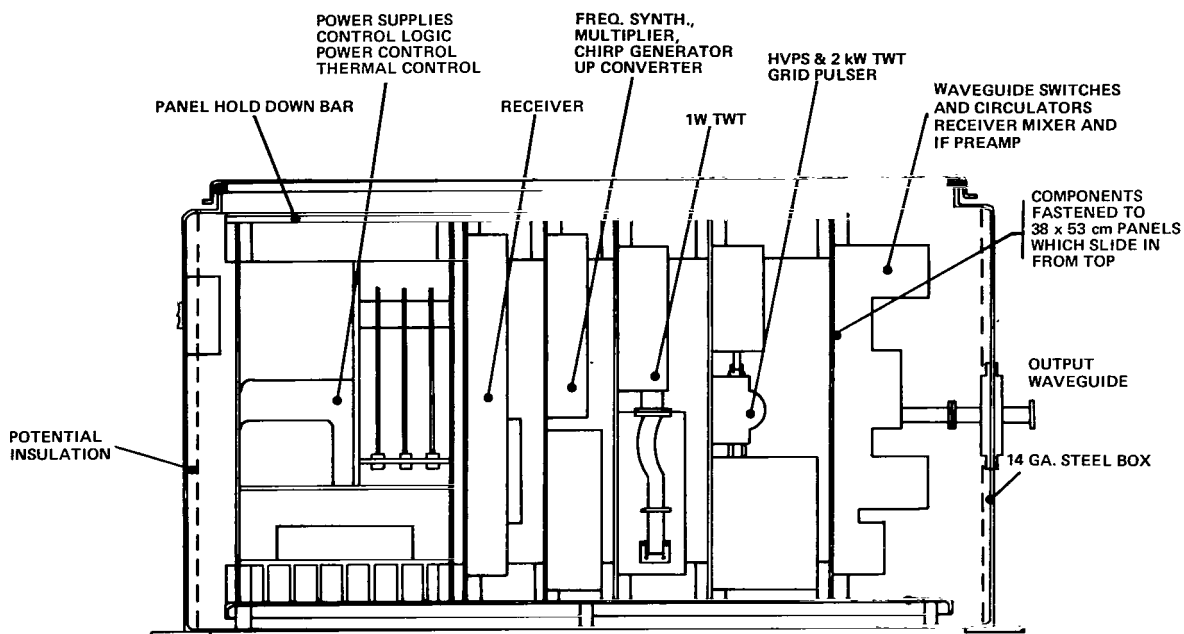 POWER SUPPLIES
CONTROL LOGIC
POWER CONTROL
THERMAL CONTROL
FREQ. SYNTH.,
MULTIPLIER,
CHIRP GENERATOR
UP CONVERTER
HVPS & 2 kW TWT
GRID PULSER
WAVEGUIDE SWITCHES
AND CIRCULATORS
RECEIVER MIXER AND
IF PREAMP
PANEL HOLD DOWN BAR
RECEIVER
1W TWT
COMPONENTS
FASTENED TO
38 x 53 cm PANELS
WHICH SLIDE IN
FROM TOP
OUTPUT
WAVEGUIDE
POTENTIAL
INSULATION
14 GA. STEEL BOX